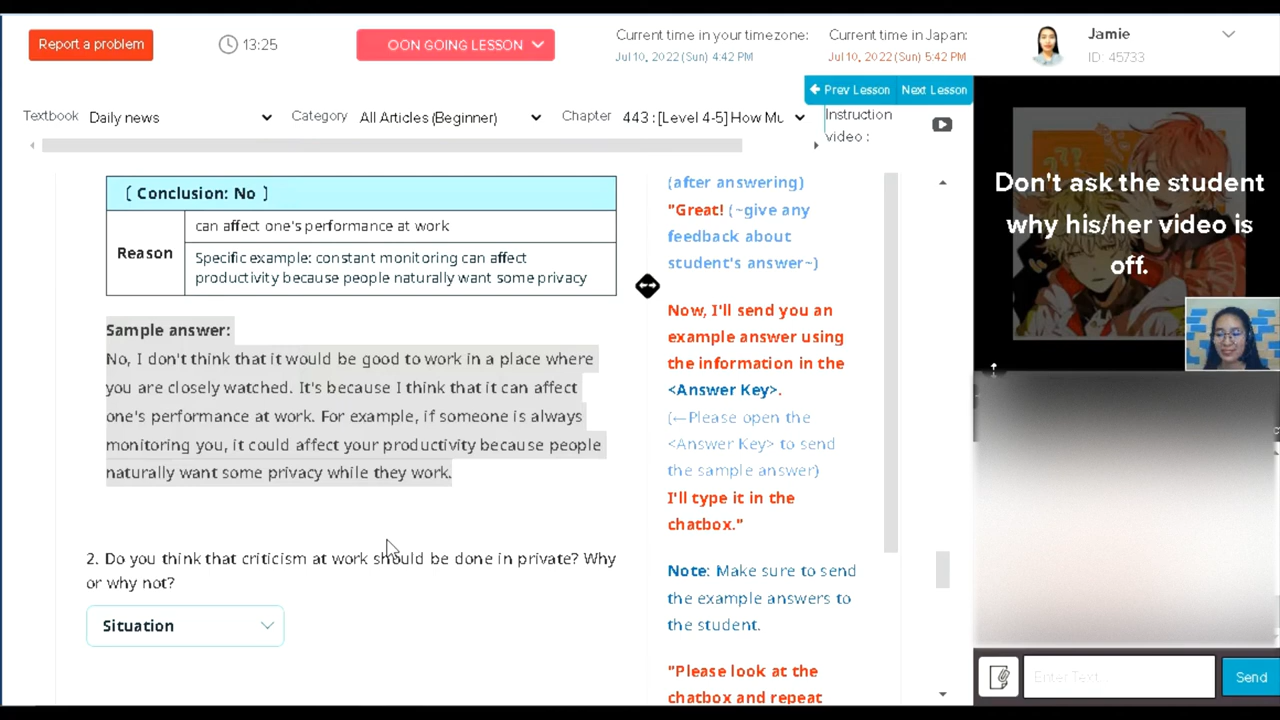 Report a problem
13:25
OON GOING LESSON
Current time in your timezone:
Jul 10, 2022 (Sun) 4:42 PM
Current time in Japan:
Jul 10, 2022 (Sun) 5:42 PM
Jamie
ID: 45733
Prev Lesson
Next Lesson
Textbook
Daily news
Category
All Articles (Beginner)
Chapter
443 : [Level 4-5] How Mu
Instruction
video :
( Conclusion: No )
Reason
can affect one's performance at work
Specific example: constant monitoring can affect
productivity because people naturally want some privacy
Sample answer:
No, I don't think that it would be good to work in a place where
you are closely watched. It's because I think that it can affect
one's performance at work. For example, if someone is always
monitoring you, it could affect your productivity because people
naturally want some privacy while they work.
2. Do you think that criticism at work should be done in private? Why
or why not?
Situation
(after answering)
"Great! (~give any
feedback about
student's answer~)
Now, I'll send you an
example answer using
the information in the
<Answer Key>.
(←Please open the
<Answer Key> to send
the sample answer)
I'll type it in the
chatbox."
Note: Make sure to send
the example answers to
the student.
"Please look at the
chatbox and repeat
Don't ask the student
why his/her video is
off.
Enter Text...
Send